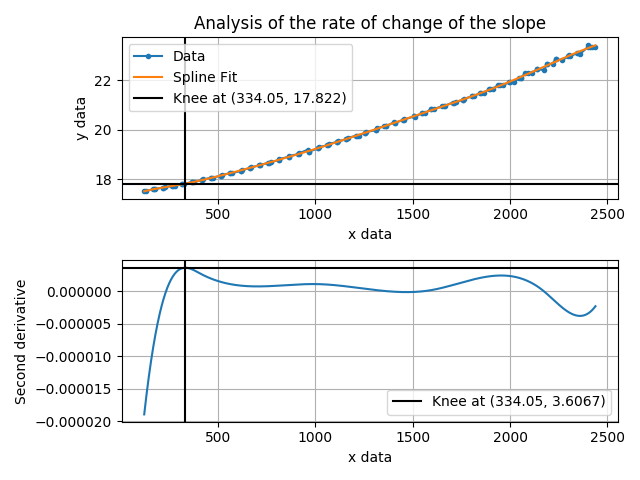 Analysis of the rate of change of the slope
Data
Spline Fit
Knee at (334.05, 17.822)
22
20
18
y data
500 1000 1500 2000 2500
x data
0.000000
−0.000005
−0.000010
−0.000015
−0.000020
Second derivative
Knee at (334.05, 3.6067)
500 1000 1500 2000 2500
x data